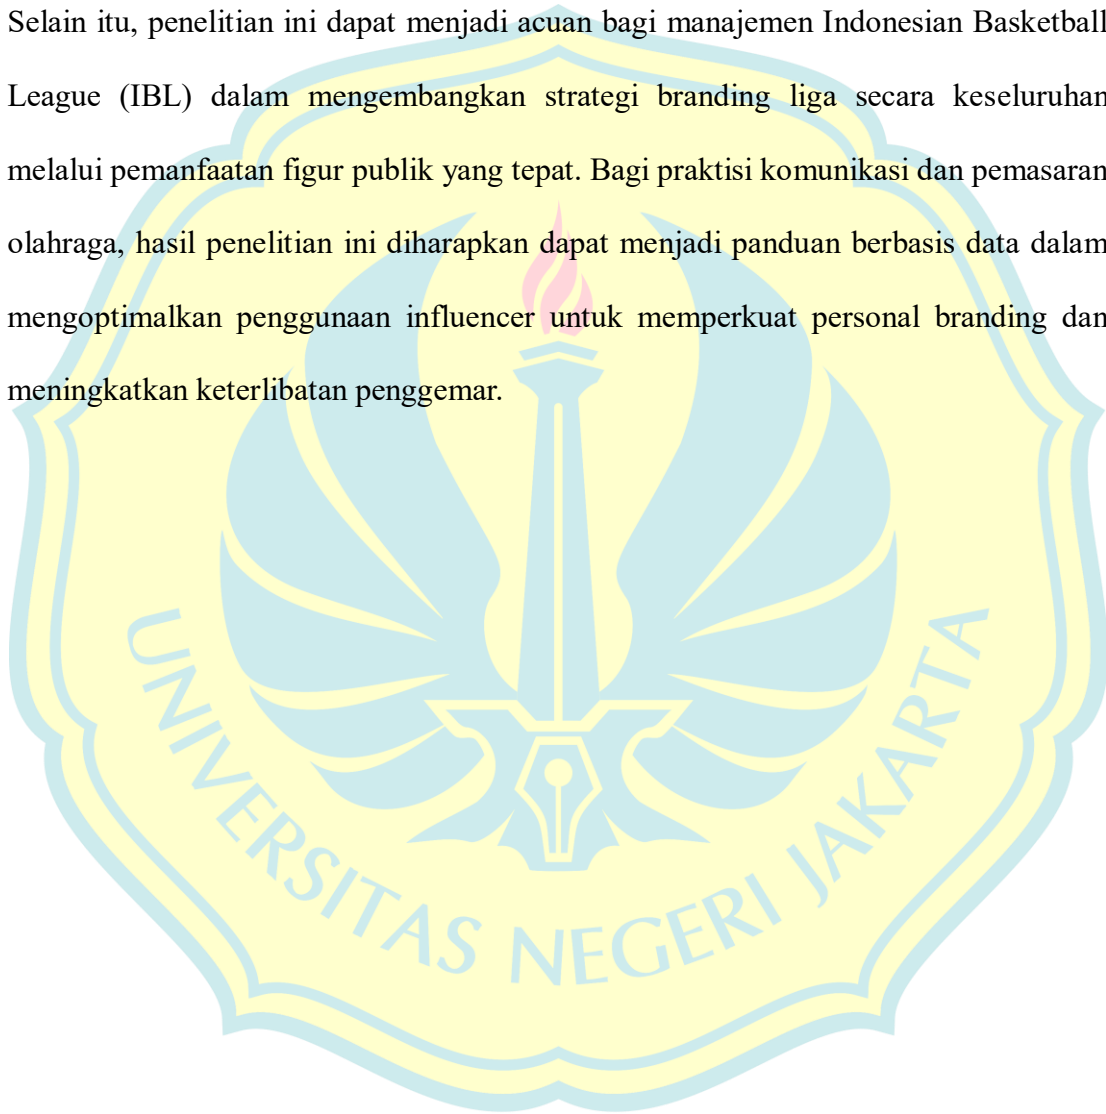 Selain itu, penelitian ini dapat menjadi acuan bagi manajemen Indonesian Basketball
League (IBL) dalam mengembangkan strategi branding liga secara keseluruhan
melalui pemanfaatan figur publik yang tepat. Bagi praktisi komunikasi dan pemasaran
olahraga, hasil penelitian ini diharapkan dapat menjadi panduan berbasis data dalam
mengoptimalkan penggunaan influencer untuk memperkuat personal branding dan
meningkatkan keterlibatan penggemar.
UNIVERSITAS NEGERI JAKARTA